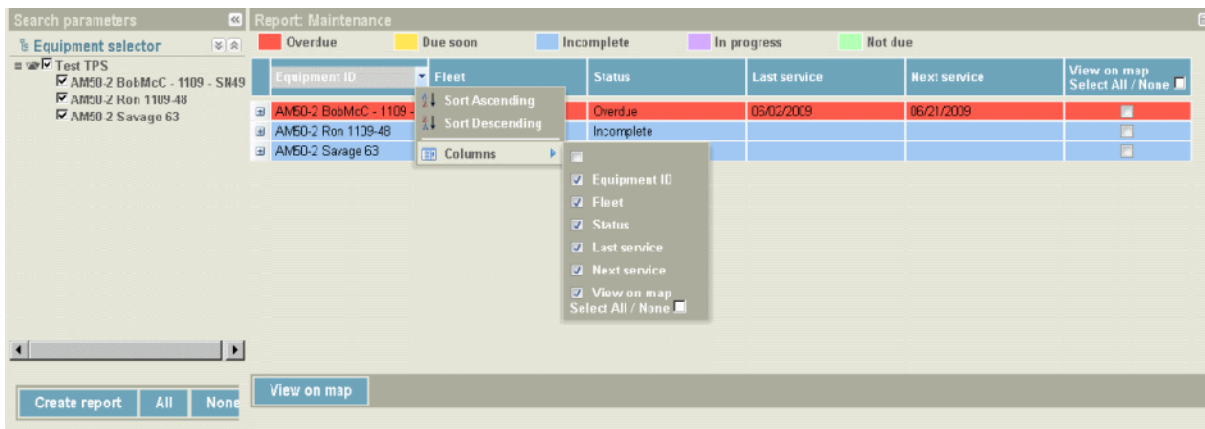 Search parameters
Report: Maintenance
Equipment selector
Overdue
Due soon
Incomplete
In progress
Not due
Test TPS
AM50-2 BobMcC - 1109 - SN49
AM50-2 Ron 1109-48
AM50-2 Savage 63
Equipment ID
Fleet
Status
Last service
Next service
View on map
Select All / None
AM50-2 BobMcC - 1109 -
Overdue
06/02/2009
06/21/2009
AM50-2 Ron 1109-48
Incomplete
AM50-2 Savage 63
Sort Ascending
Sort Descending
Columns
Equipment ID
Fleet
Status
Last service
Next service
View on map
Select All / None
View on map
Create report
All
None